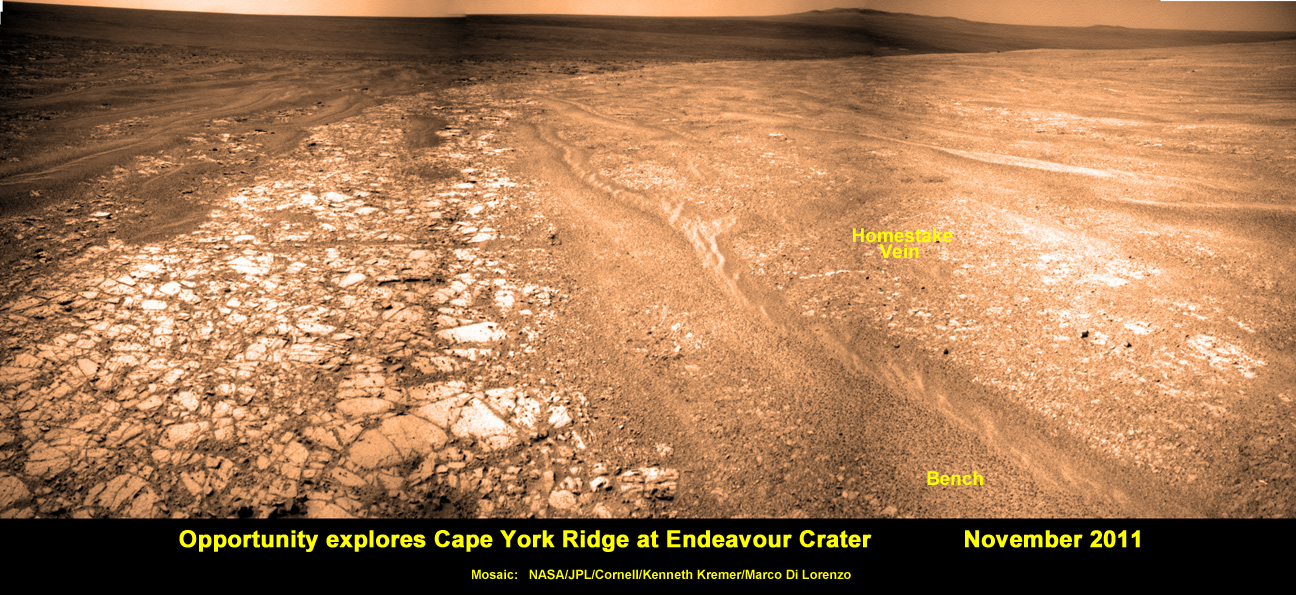 Homestake
Vein
Bench
Opportunity explores Cape York Ridge at Endeavour Crater November 2011
Mosaic: NASA/JPL/Cornell/Kenneth Kremer/Marco Di Lorenzo